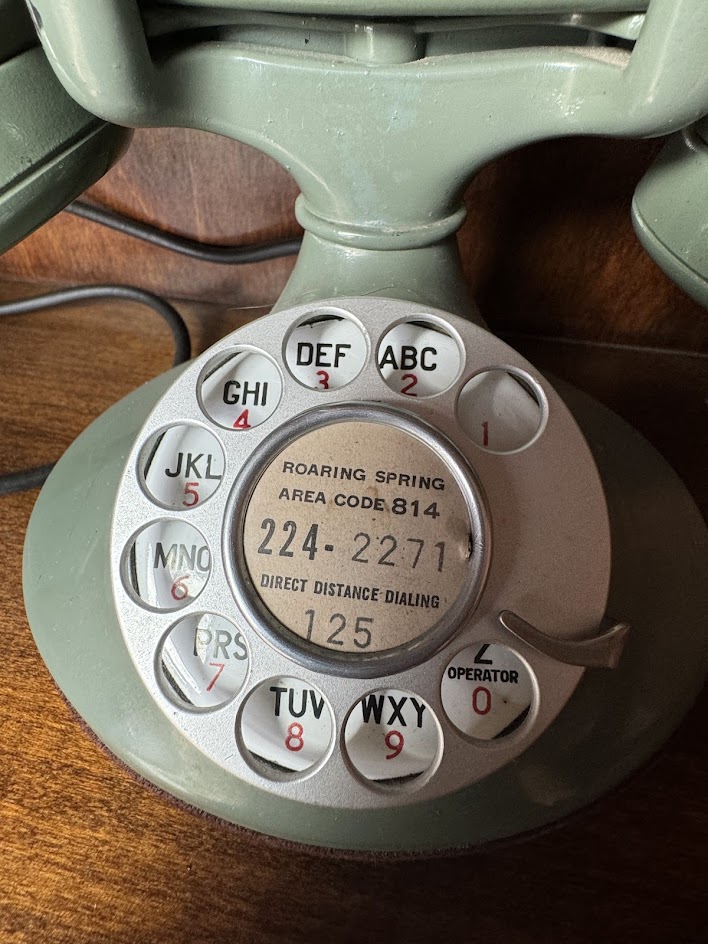 ROARING SPRING
AREA CODE 814
224- 2271
DIRECT DISTANCE DIALING
125
1
ABC
2
DEF
3
GHI
4
JKL
5
MNO
6
PRS
7
TUV
8
WXY
9
Z
OPERATOR
0